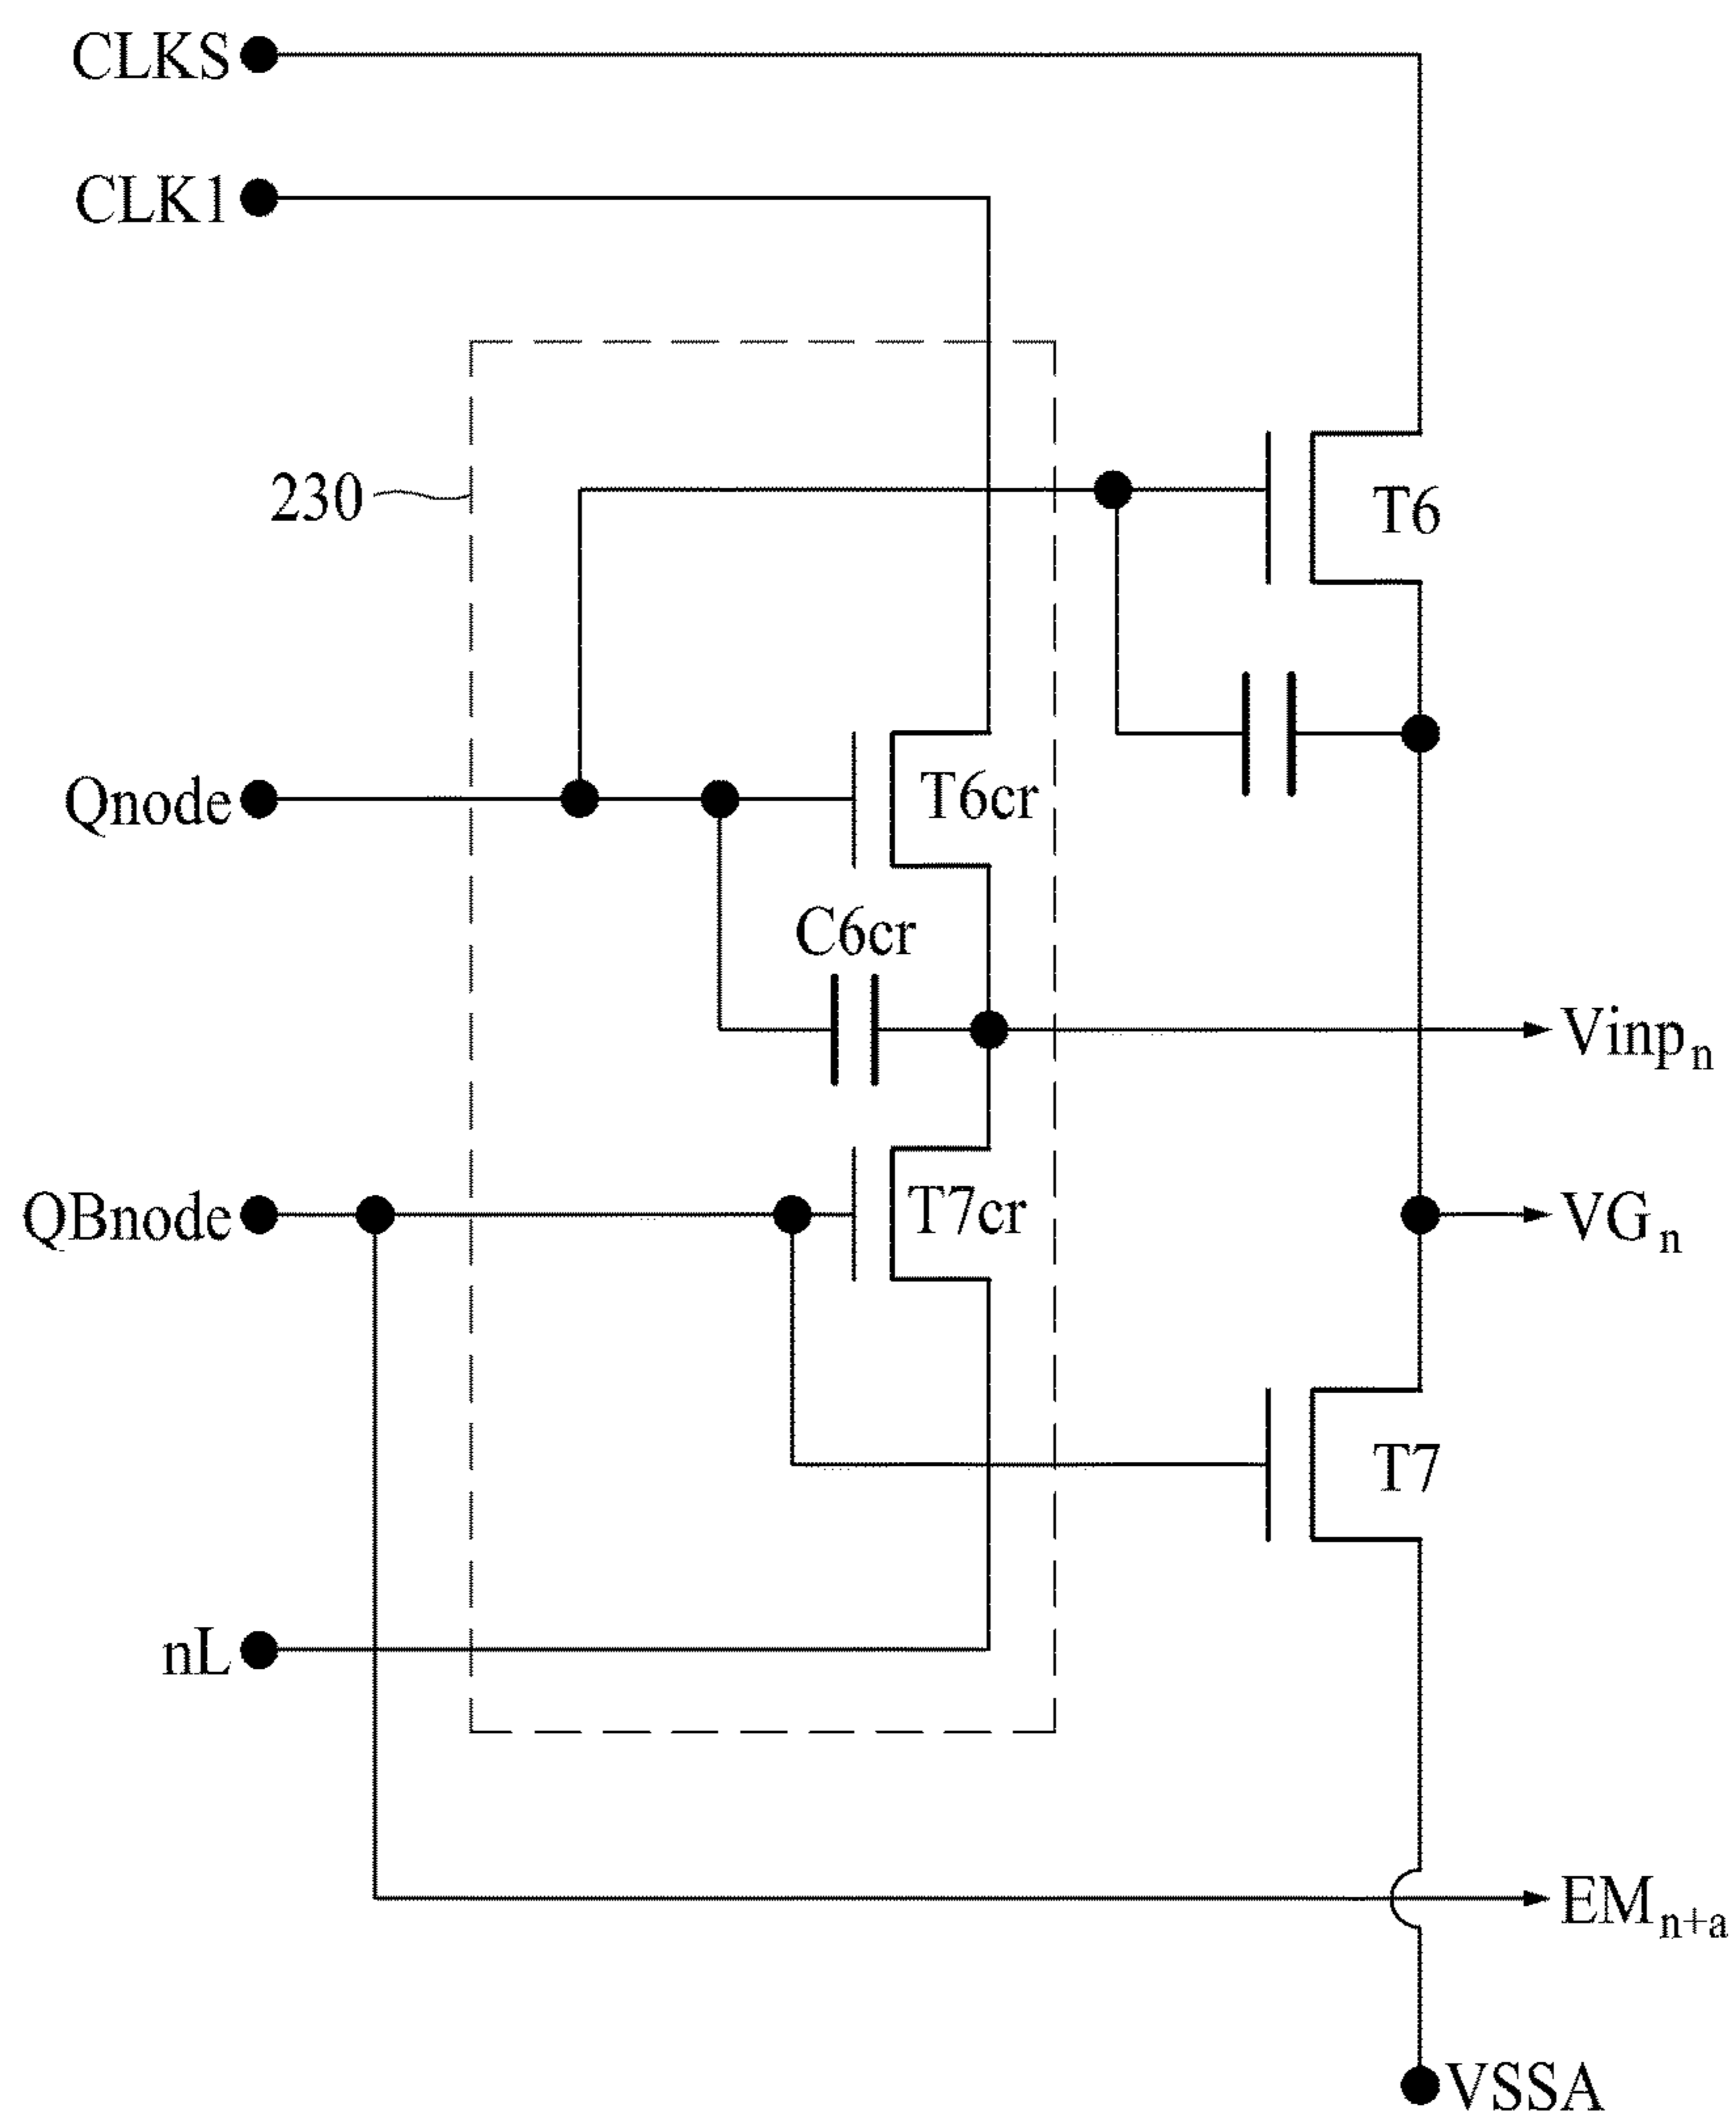 CLKS
CLK1
230
T6
Qnode
T6cr
C6cr
Vinpn
QBnode
T7cr
VGn
T7
nL
EMn+a
VSSA